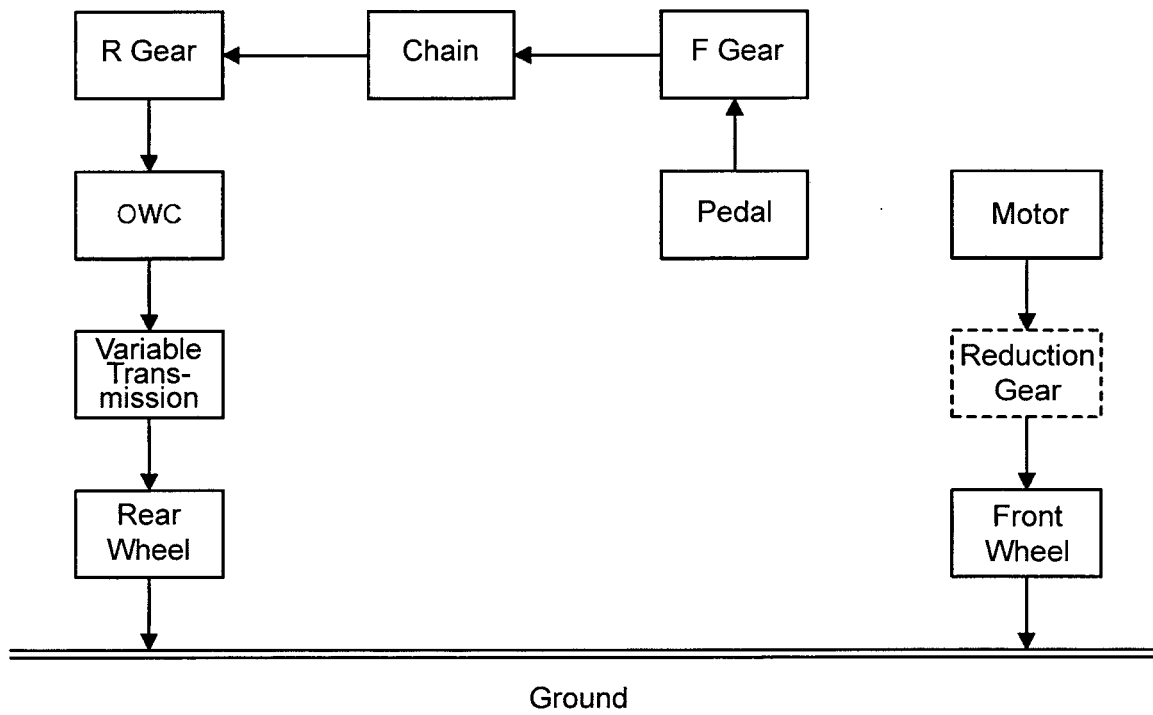 R Gear
Chain
F Gear
OWC
Pedal
Motor
Variable
Trans-
mission
Reduction
Gear
Rear
Wheel
Front
Wheel
Ground